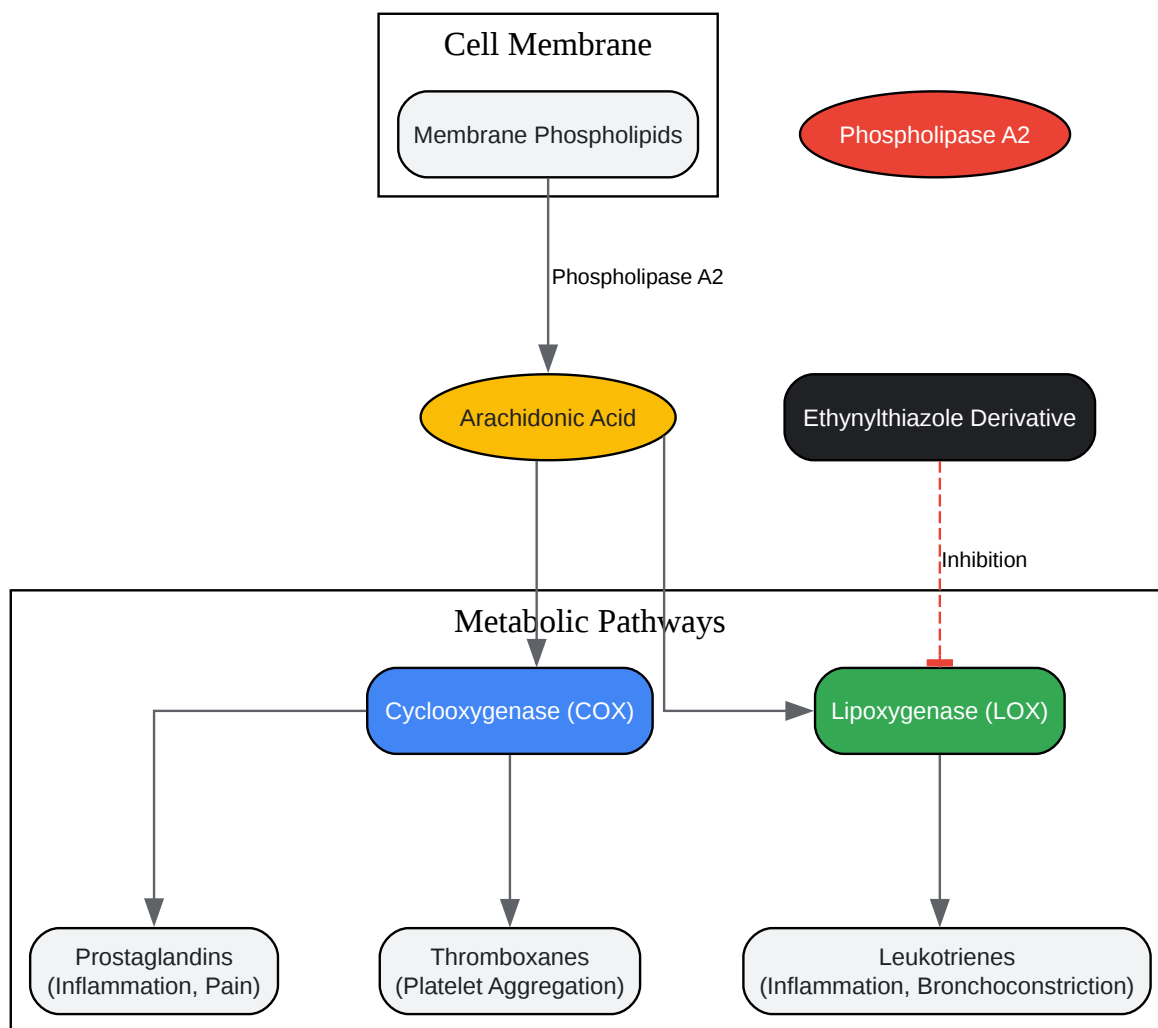 Cell Membrane
Membrane Phospholipids
Phospholipase A2
Phospholipase A2
Arachidonic Acid
Ethynylthiazole Derivative
Inhibition
Metabolic Pathways
Cyclooxygenase (COX)
Lipoxygenase (LOX)
Prostaglandins
(Inflammation, Pain)
Thromboxanes
(Platelet Aggregation)
Leukotrienes
(Inflammation, Bronchoconstriction)